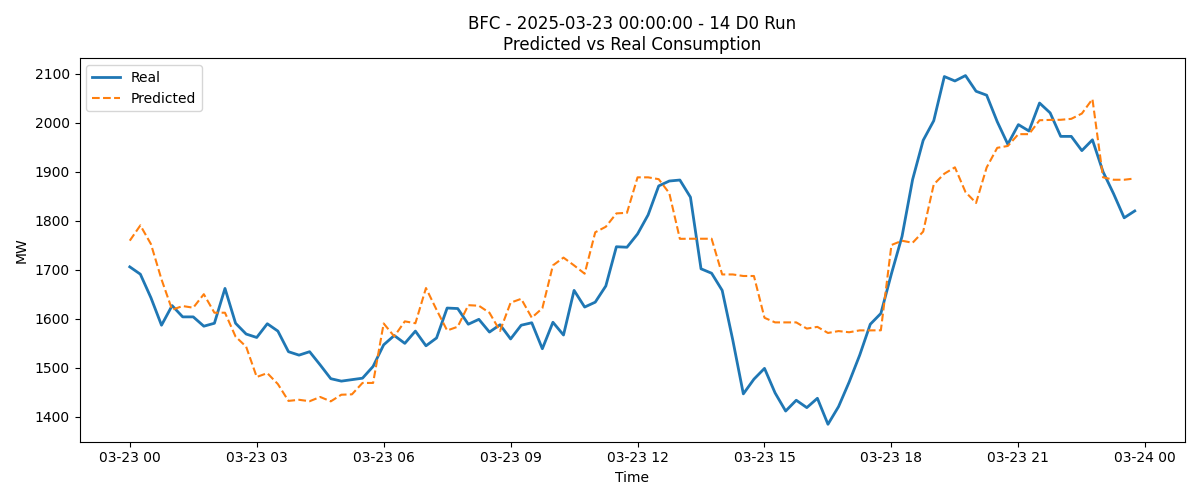 BFC - 2025-03-23 00:00:00 - 14 D0 Run
Predicted vs Real Consumption
Real
Predicted
2100
2000
1900
1800
1700
1600
1500
1400
MW
03-23 00
03-23 03
03-23 06
03-23 09
03-23 12
03-23 15
03-23 18
03-23 21
03-24 00
Time